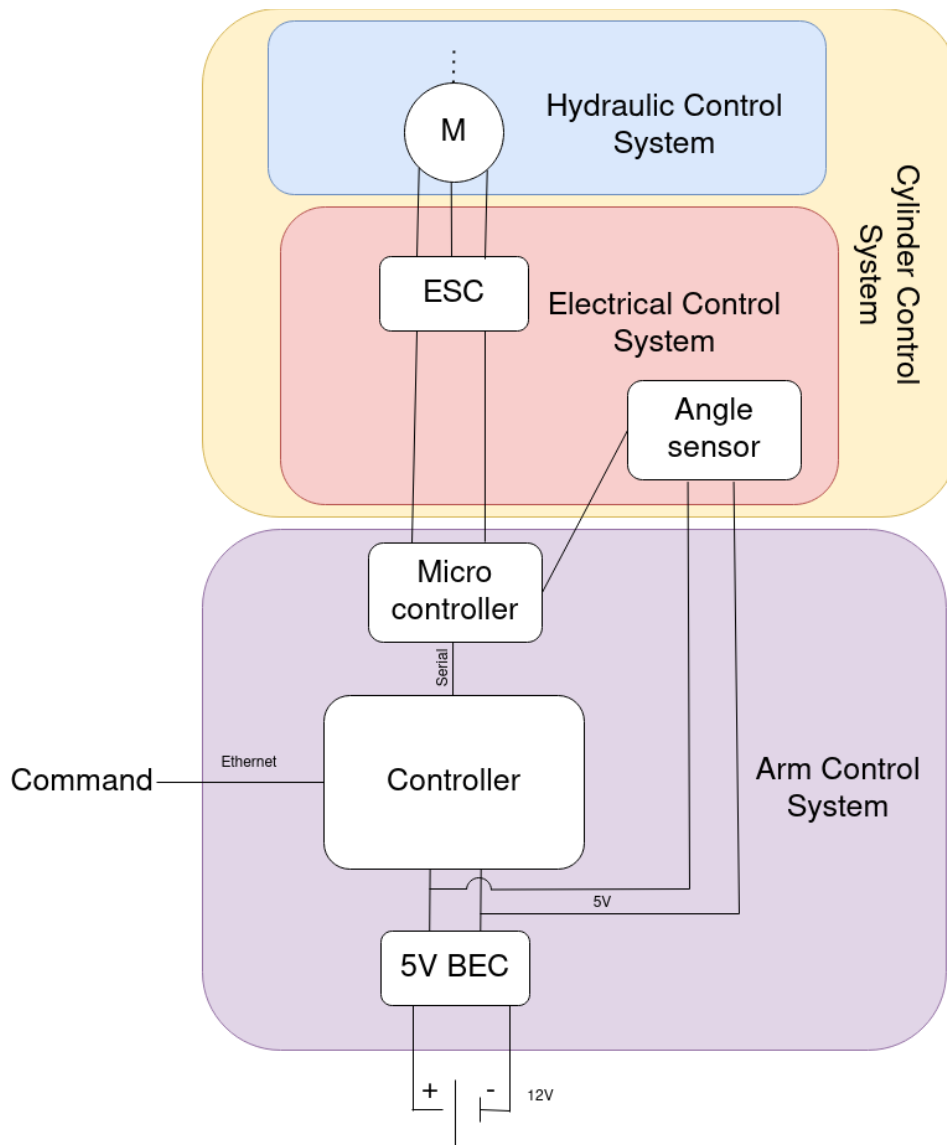 M
Hydraulic Control
System
Cylinder Control
System
ESC
Electrical Control
System
Angle
sensor
Micro
controller
Serial
Ethernet
Command
Controller
Arm Control
System
5V
5V BEC
+
-
12V